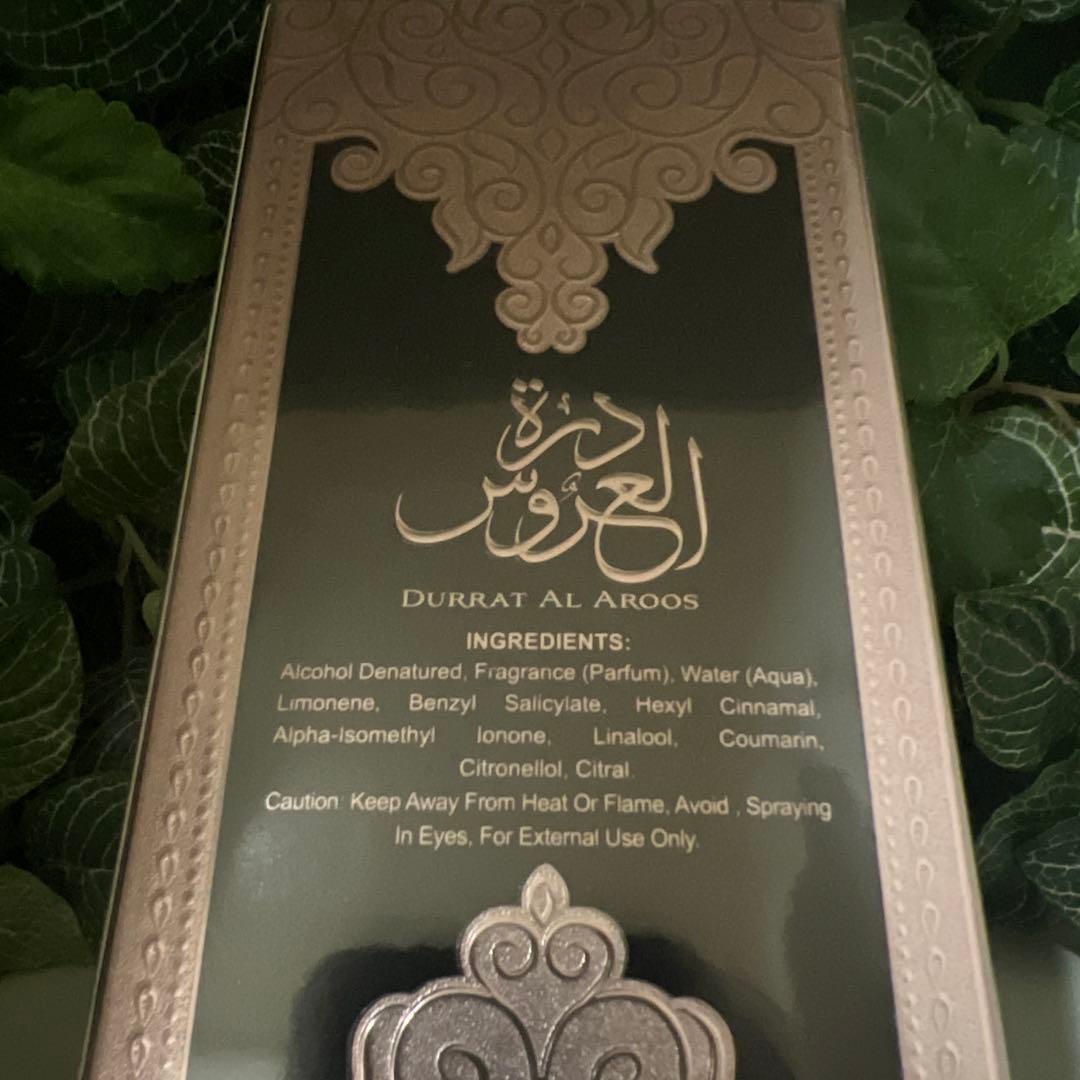 درة
العروس
DURRAT AL AROOS
INGREDIENTS:
Alcohol Denatured, Fragrance (Parfum), Water (Aqua),
Limonene, Benzyl Salicylate, Hexyl Cinnamal,
Alpha-Isomethyl Ionone, Linalool, Coumarin,
Citronellol, Citral.
Caution: Keep Away From Heat Or Flame, Avoid , Spraying
In Eyes, For External Use Only.